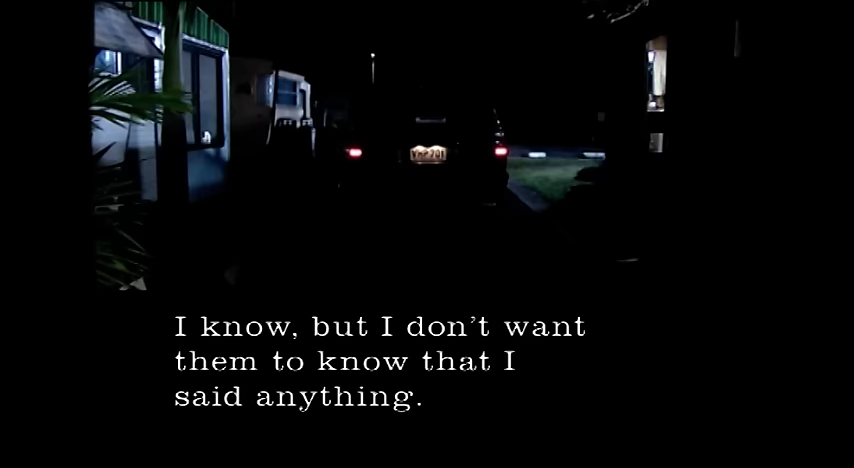 I know, but I don't want
them to know that I
said anything.